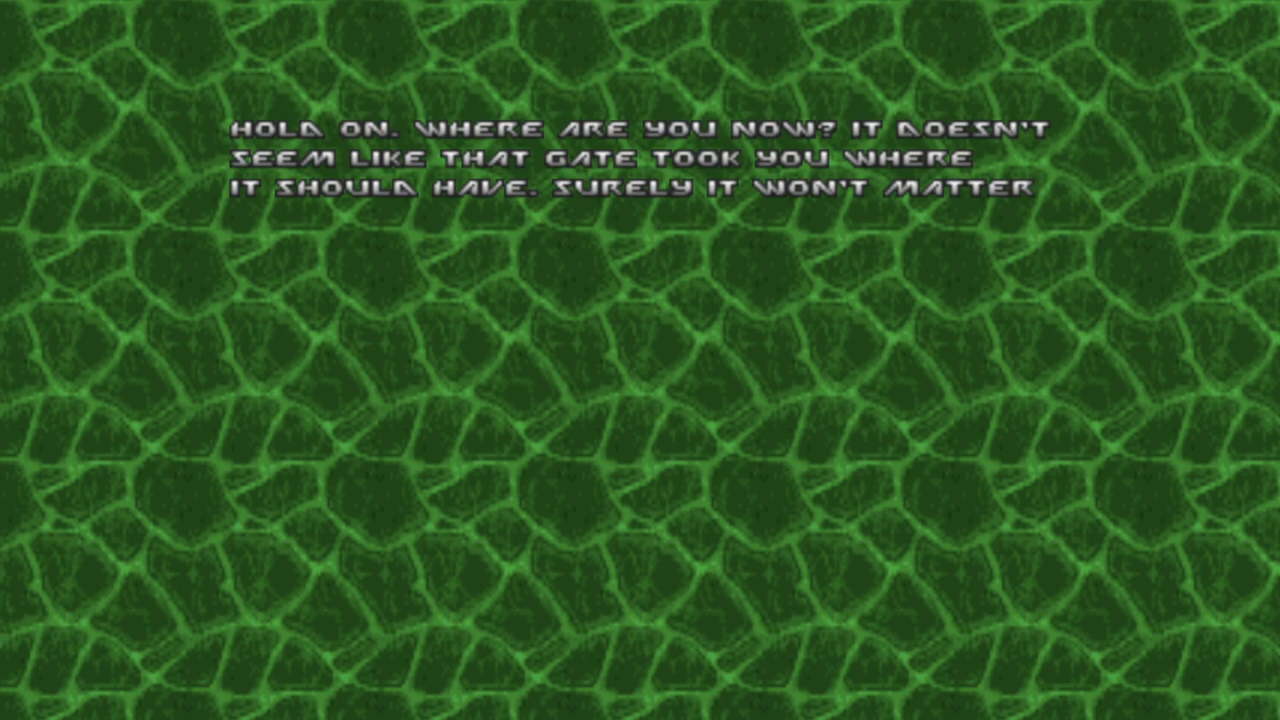 HOLD ON. WHERE ARE YOU NOW? IT DOESN'T
SEEM LIKE THAT GATE TOOK YOU WHERE
IT SHOULD HAVE. SURELY IT WON'T MATTER